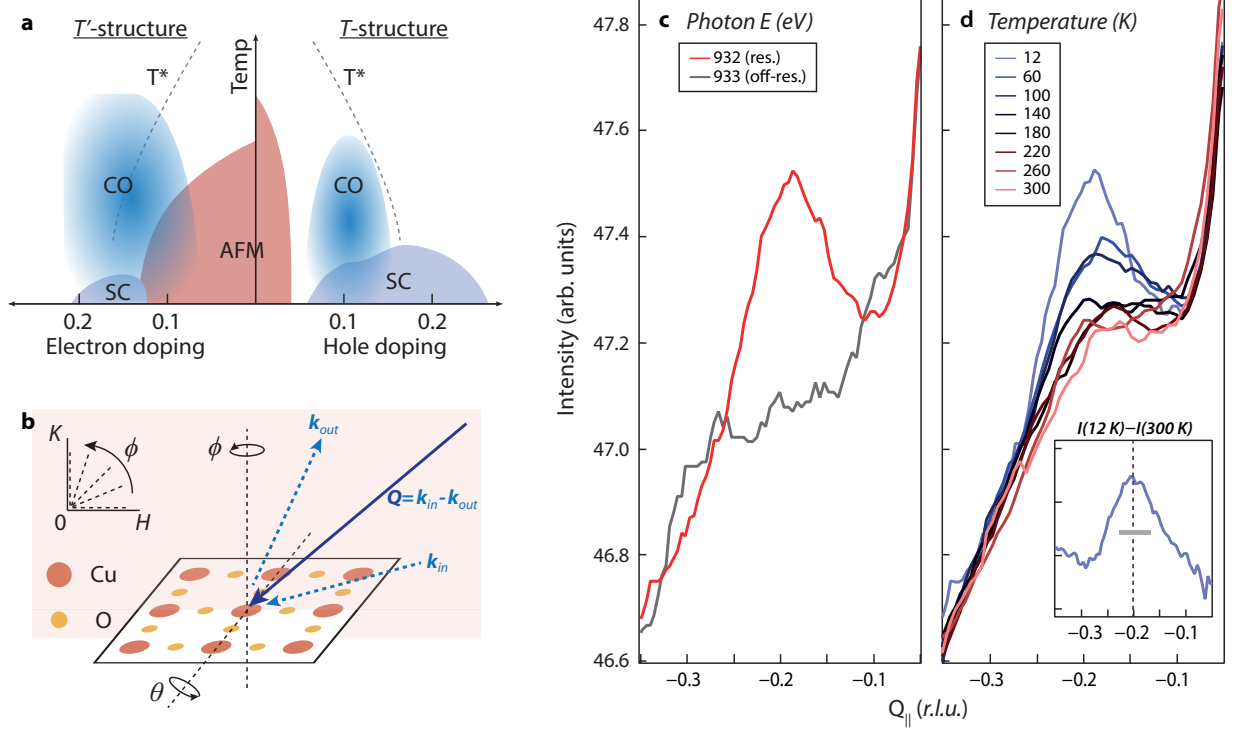 a
T′-structure
T-structure
T*
T*
Temp
CO
CO
AFM
SC
SC
0.2
0.1
0.1
0.2
Electron doping
Hole doping
b
K
ϕ
0
H
ϕ
k_out
Q=k_in-k_out
k_in
Cu
O
θ
c
Photon E (eV)
932 (res.)
933 (off-res.)
47.8
47.6
47.4
47.2
47.0
46.8
46.6
Intensity (arb. units)
−0.3
−0.2
−0.1
d
Temperature (K)
12
60
100
140
180
220
260
300
I(12 K)−I(300 K)
−0.3
−0.2
−0.1
−0.3
−0.2
−0.1
Q_|| (r.l.u.)